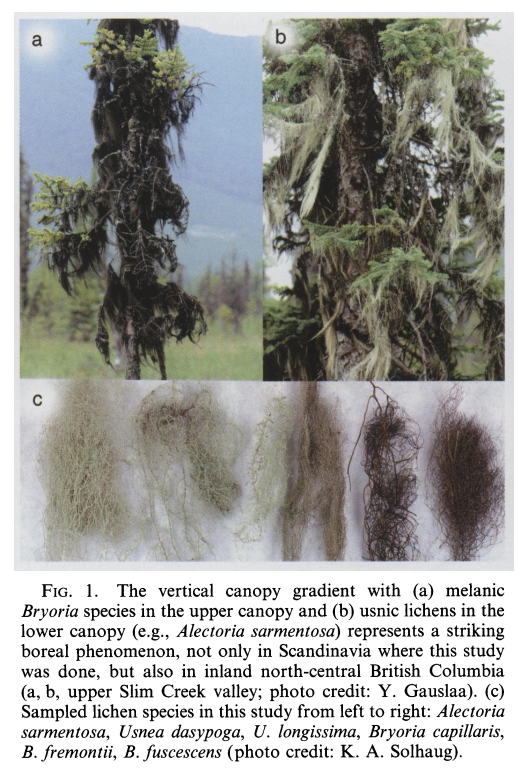 a
b
c
FIG. 1. The vertical canopy gradient with (a) melanic
Bryoria species in the upper canopy and (b) usnic lichens in the
lower canopy (e.g., Alectoria sarmentosa) represents a striking
boreal phenomenon, not only in Scandinavia where this study
was done, but also in inland north-central British Columbia
(a, b, upper Slim Creek valley; photo credit: Y. Gauslaa). (c)
Sampled lichen species in this study from left to right: Alectoria
sarmentosa, Usnea dasypoga, U. longissima, Bryoria capillaris,
B. fremontii, B. fuscescens (photo credit: K. A. Solhaug).